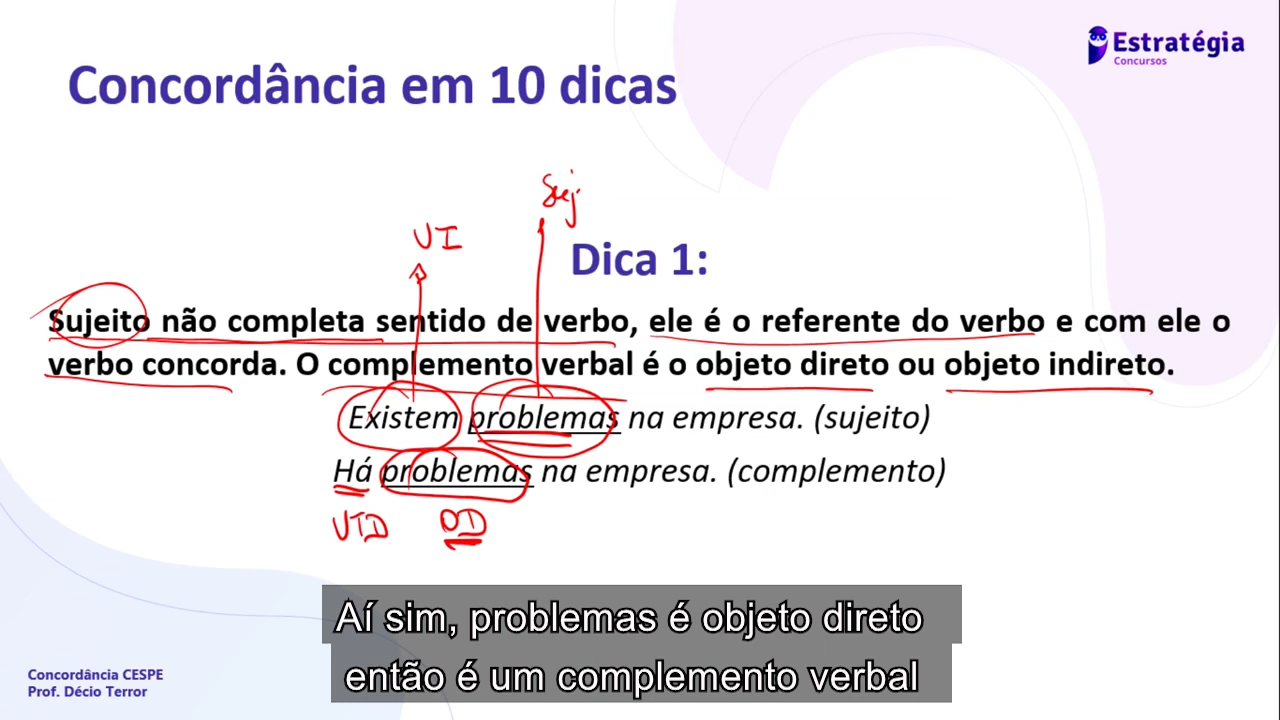 Estratégia
Concursos
Concordância em 10 dicas
Suj.
VI
Dica 1:
Sujeito não completa sentido de verbo, ele é o referente do verbo e com ele o
verbo concorda. O complemento verbal é o objeto direto ou objeto indireto.
Existem problemas na empresa. (sujeito)
Há problemas na empresa. (complemento)
VTD OD
Aí sim, problemas é objeto direto
então é um complemento verbal
Concordância CESPE
Prof. Décio Terror